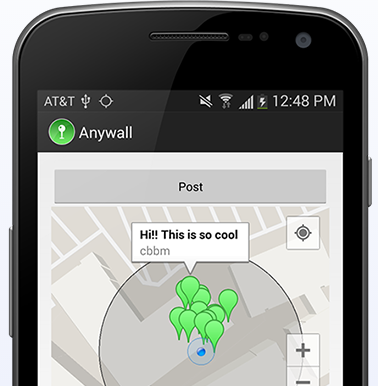 AT&T 12:48 PM
Anywall
Post
Hi!! This is so cool
cbbm
+
−